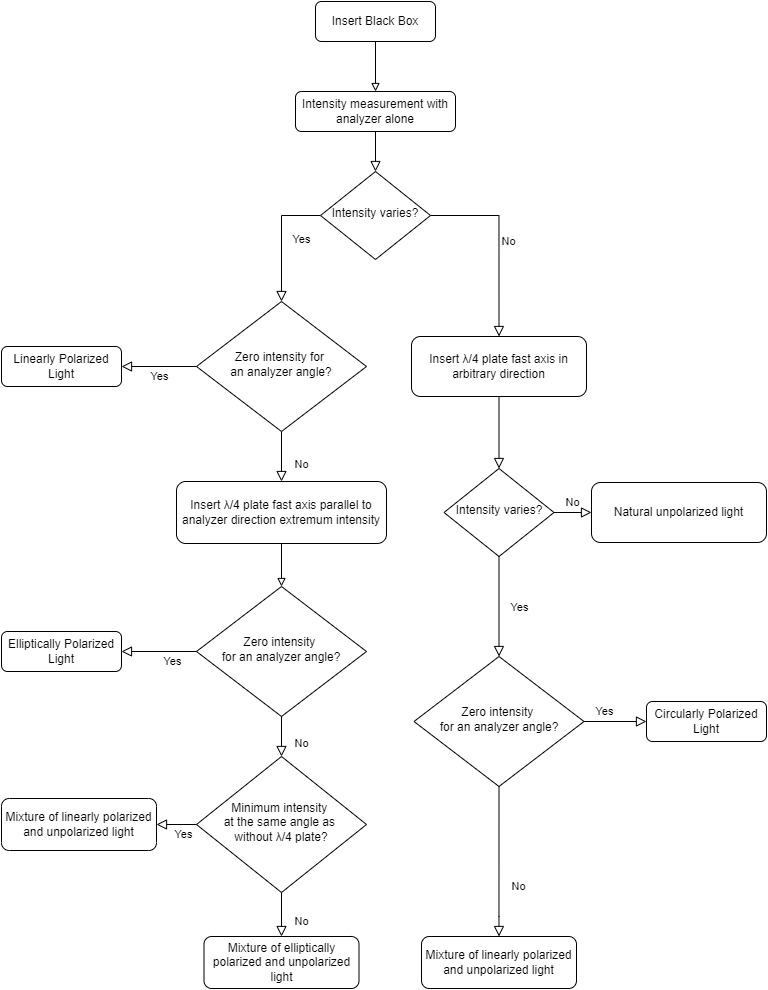 Insert Black Box
Intensity measurement with
analyzer alone
Intensity varies?
Yes
No
Zero intensity for
an analyzer angle?
Yes
Linearly Polarized
Light
No
Insert λ/4 plate fast axis in
arbitrary direction
Insert λ/4 plate fast axis parallel to
analyzer direction extremum intensity
Intensity varies?
No
Natural unpolarized light
Yes
Zero intensity
for an analyzer angle?
Yes
Elliptically Polarized
Light
No
Zero intensity
for an analyzer angle?
Yes
Circularly Polarized
Light
Minimum intensity
at the same angle as
without λ/4 plate?
Yes
Mixture of linearly polarized
and unpolarized light
No
No
Mixture of elliptically
polarized and unpolarized
light
Mixture of linearly polarized
and unpolarized light